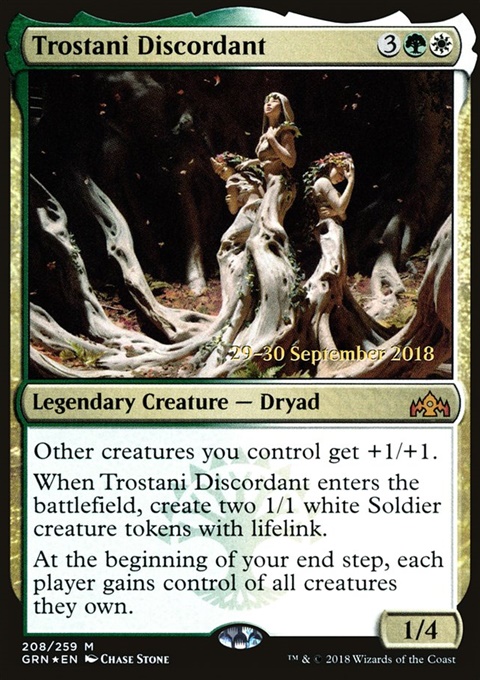 Trostani Discordant 3
29–30 September 2018
Legendary Creature — Dryad
Other creatures you control get +1/+1.
When Trostani Discordant enters the
battlefield, create two 1/1 white Soldier
creature tokens with lifelink.
At the beginning of your end step, each
player gains control of all creatures
they own.
1/4
208/259 M
GRN★EN Chase Stone
™ & © 2018 Wizards of the Coast